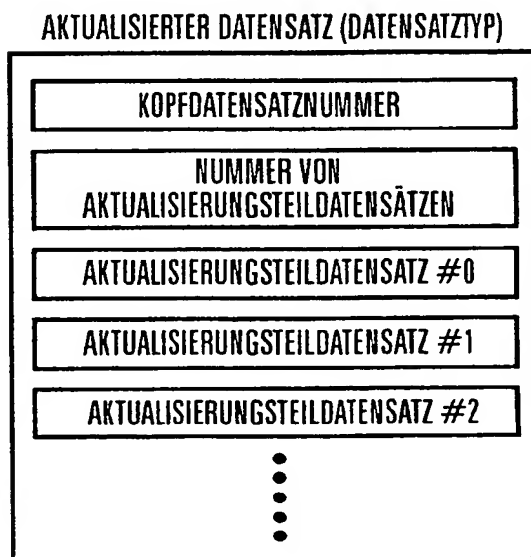 AKTUALISIERTER DATENSATZ (DATENSATZTYP)
KOPFDATENSATZNUMMER
NUMMER VON
AKTUALISIERUNGSTEILDATENSÄTZEN
AKTUALISIERUNGSTEILDATENSATZ #0
AKTUALISIERUNGSTEILDATENSATZ #1
AKTUALISIERUNGSTEILDATENSATZ #2